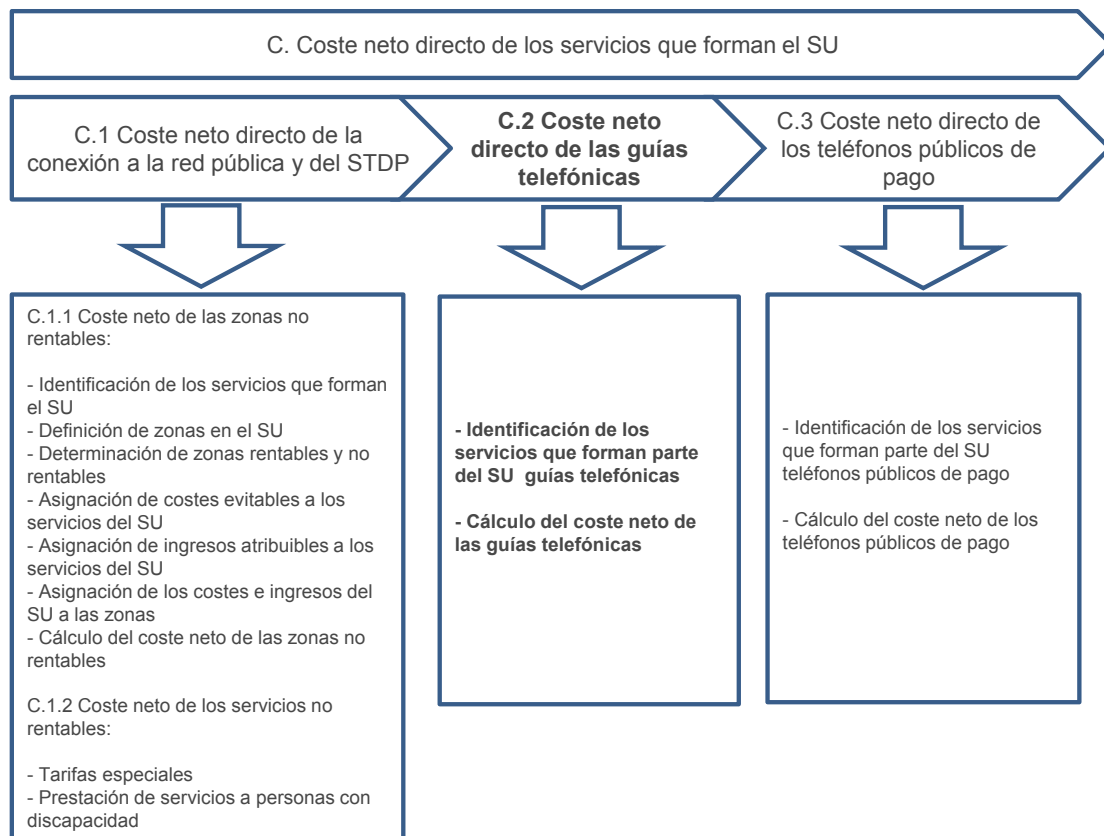 C. Coste neto directo de los servicios que forman el SU
C.1 Coste neto directo de la
conexión a la red pública y del STDP
C.2 Coste neto
directo de las guías
telefónicas
C.3 Coste neto directo de
los teléfonos públicos de
pago
C.1.1 Coste neto de las zonas no
rentables:
- Identificación de los servicios que forman
el SU
- Definición de zonas en el SU
- Determinación de zonas rentables y no
rentables
- Asignación de costes evitables a los
servicios del SU
- Asignación de ingresos atribuibles a los
servicios del SU
- Asignación de los costes e ingresos del
SU a las zonas
- Cálculo del coste neto de las zonas no
rentables
C.1.2 Coste neto de los servicios no
rentables:
- Tarifas especiales
- Prestación de servicios a personas con
discapacidad
- Identificación de los
servicios que forman parte
del SU guías telefónicas
- Cálculo del coste neto de
las guías telefónicas
- Identificación de los servicios
que forman parte del SU
teléfonos públicos de pago
- Cálculo del coste neto de los
teléfonos públicos de pago